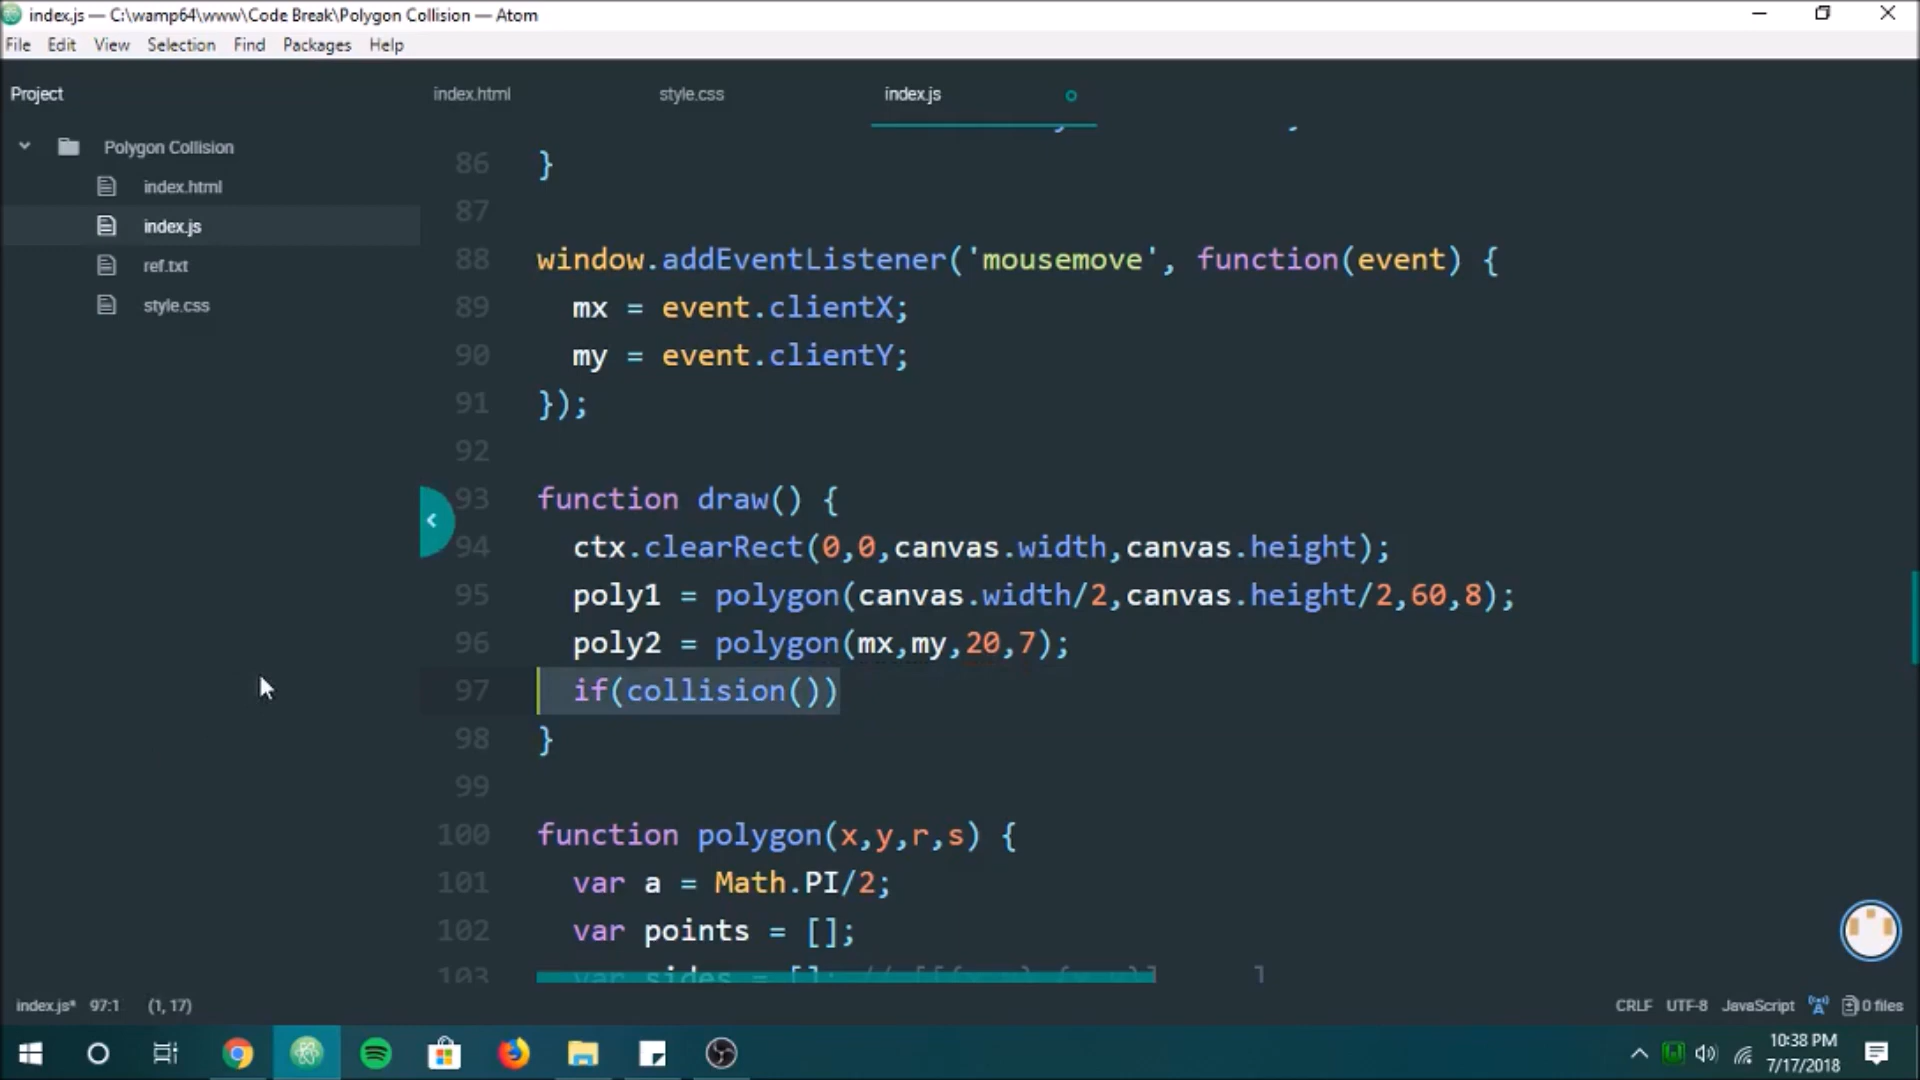 index.js — C:\wamp64\www\Code Break\Polygon Collision — Atom
File Edit View Selection Find Packages Help
Project
index.html style.css index.js
Polygon Collision
index.html
index.js
ref.txt
style.css
86 }
87
88 window.addEventListener('mousemove', function(event) {
89 mx = event.clientX;
90 my = event.clientY;
91 });
92
93 function draw() {
94 ctx.clearRect(0,0,canvas.width,canvas.height);
95 poly1 = polygon(canvas.width/2,canvas.height/2,60,8);
96 poly2 = polygon(mx,my,20,7);
97 if(collision())
98 }
99
100 function polygon(x,y,r,s) {
101 var a = Math.PI/2;
102 var points = [];
103 var sides = [];
index.js* 97:1 (1, 17) CRLF UTF-8 JavaScript 0 files
10:38 PM
7/17/2018